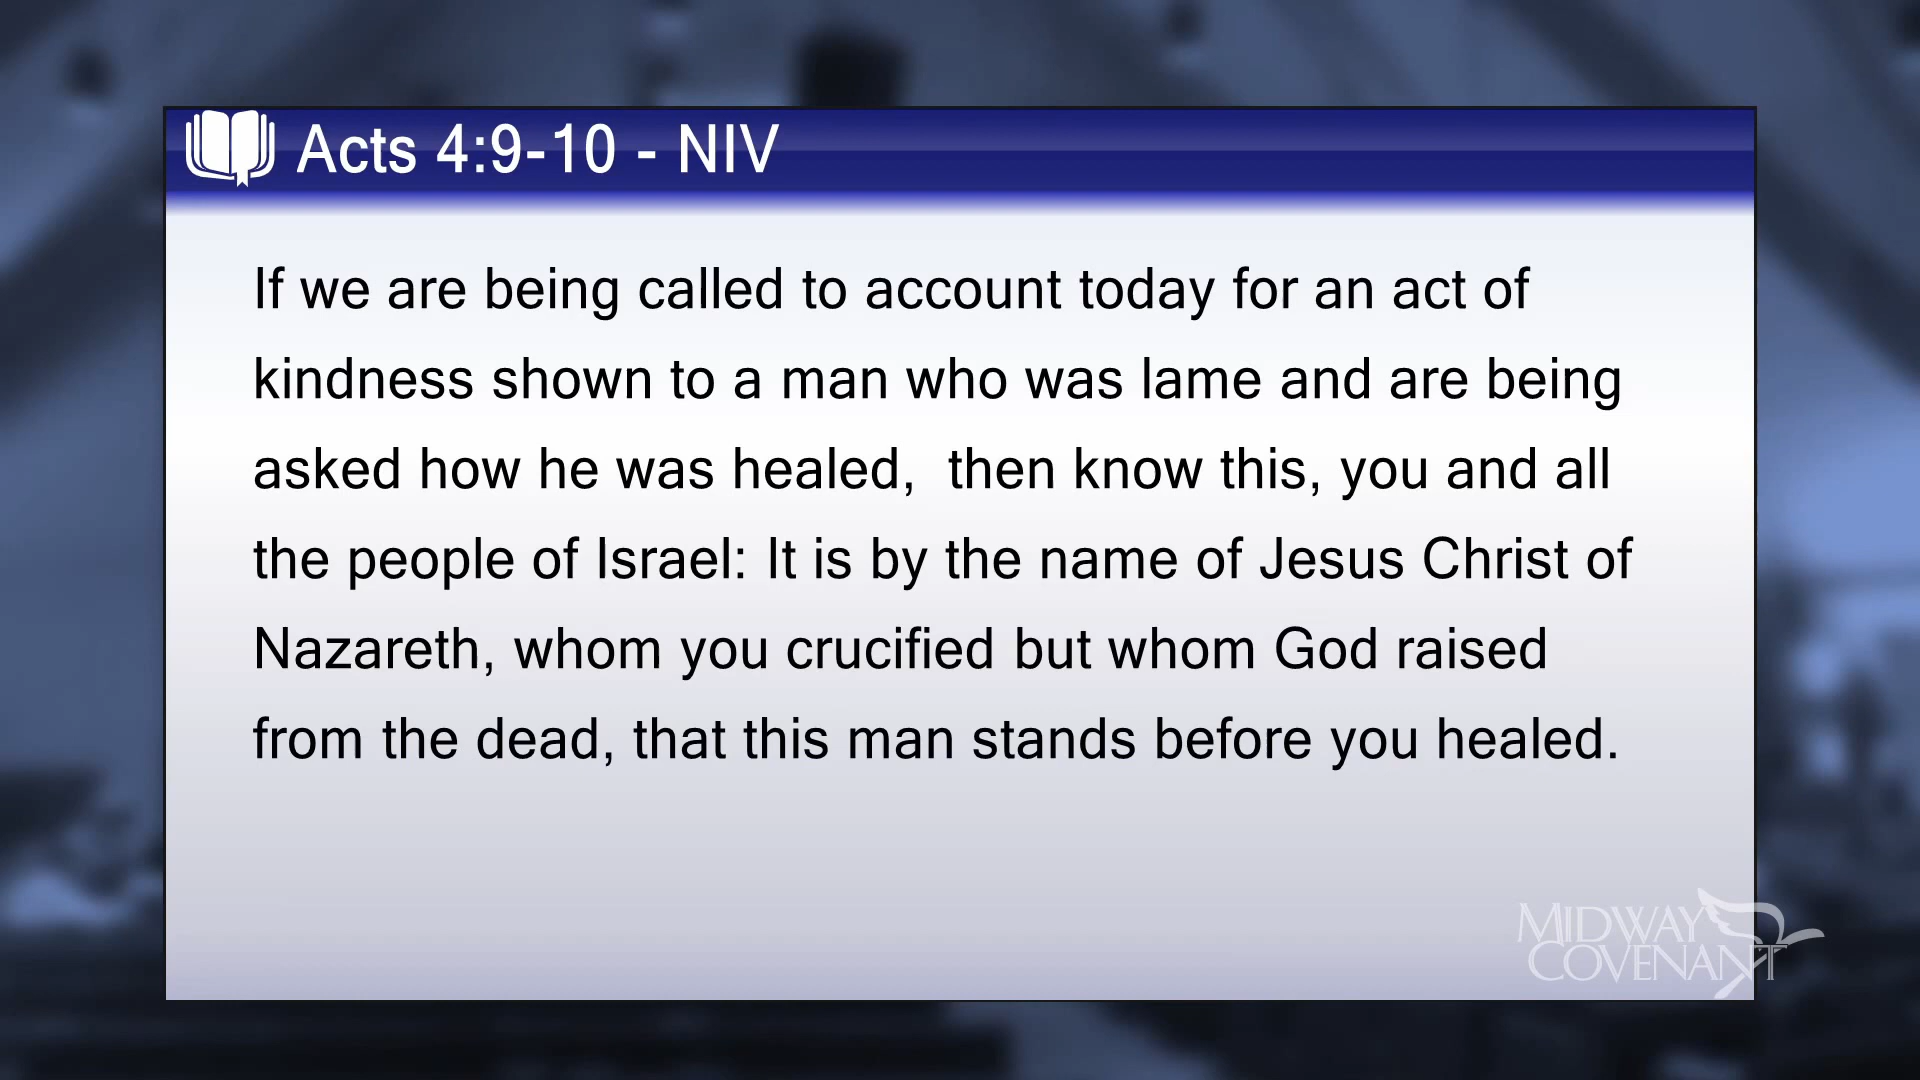 Acts 4:9-10 - NIV
If we are being called to account today for an act of
kindness shown to a man who was lame and are being
asked how he was healed,  then know this, you and all
the people of Israel: It is by the name of Jesus Christ of
Nazareth, whom you crucified but whom God raised
from the dead, that this man stands before you healed.
MIDWAY
COVENANT